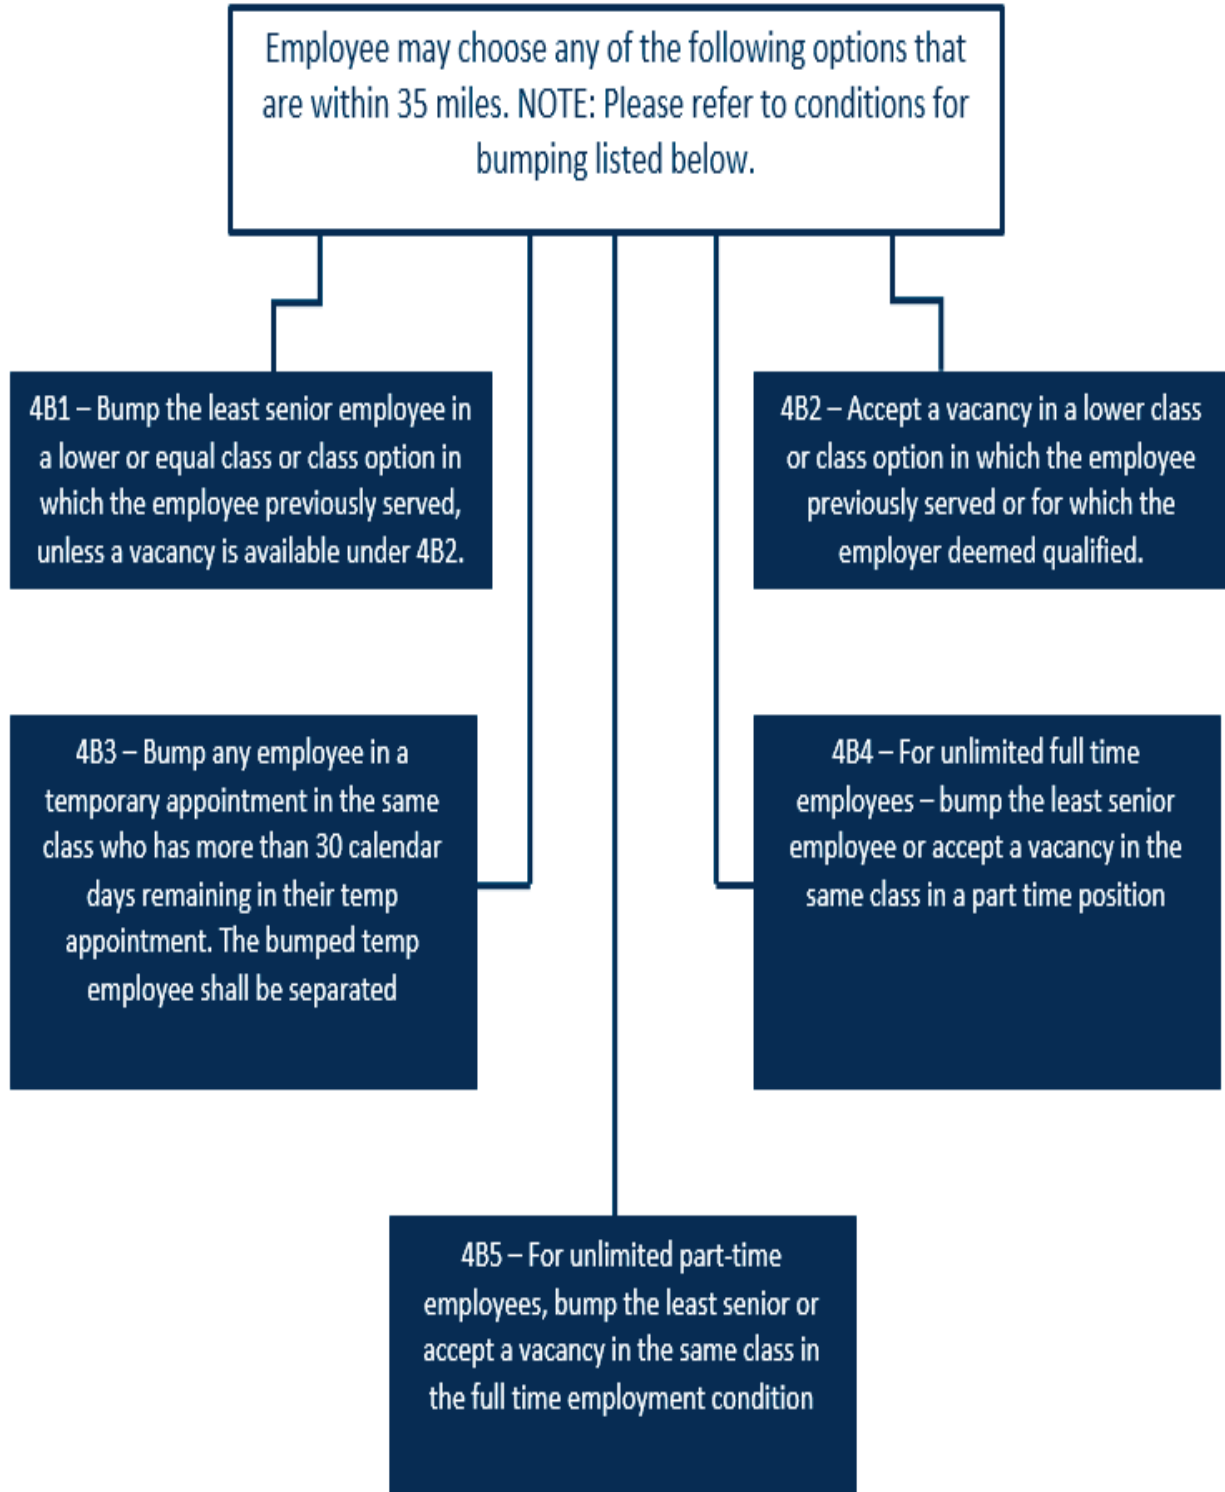 Employee may choose any of the following options that
are within 35 miles. NOTE: Please refer to conditions for
bumping listed below.
4B1 – Bump the least senior employee in
a lower or equal class or class option in
which the employee previously served,
unless a vacancy is available under 4B2.
4B2 – Accept a vacancy in a lower class
or class option in which the employee
previously served or for which the
employer deemed qualified.
4B3 – Bump any employee in a
temporary appointment in the same
class who has more than 30 calendar
days remaining in their temp
appointment. The bumped temp
employee shall be separated
4B4 – For unlimited full time
employees – bump the least senior
employee or accept a vacancy in the
same class in a part time position
4B5 – For unlimited part-time
employees, bump the least senior or
accept a vacancy in the same class in
the full time employment condition